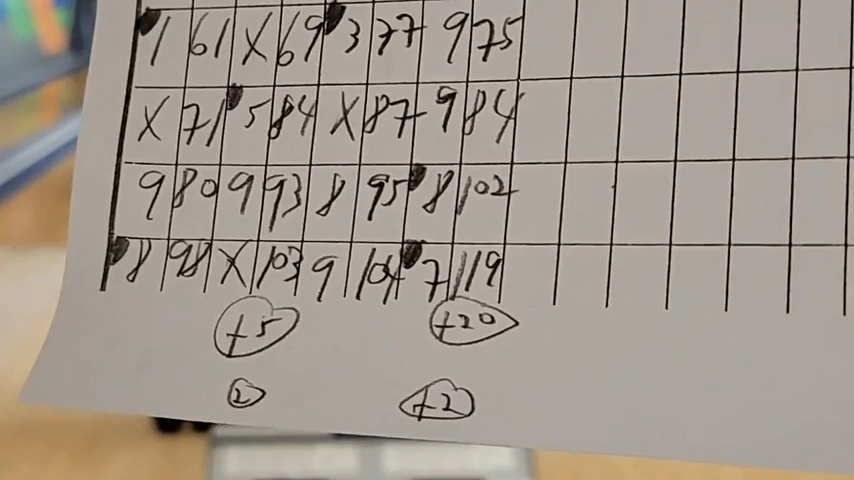 1 61 X 69 3 77 9 75
X 71 5 84 X 87 9 84
9 80 9 93 8 95 8 102
8 98 X 103 9 104 7 119
+5 +20
2 +2